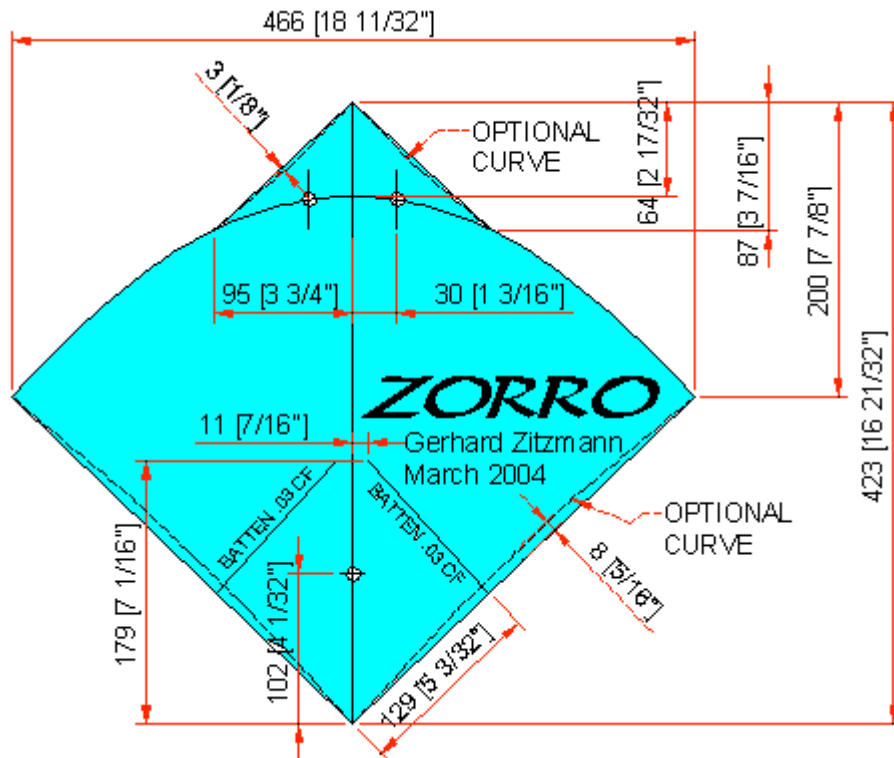 466 [18 11/32"]
3 [1/8"]
OPTIONAL
CURVE
64 [2 17/32"]
87 [3 7/16"]
200 [7 7/8"]
423 [16 21/32"]
95 [3 3/4"]
30 [1 3/16"]
ZORRO
11 [7/16"]
Gerhard Zitzmann
March 2004
BATTEN .03 CF
BATTEN .03 CF
OPTIONAL
CURVE
8 [5/16"]
179 [7 1/16"]
102 [4 1/32"]
129 [5 3/32"]